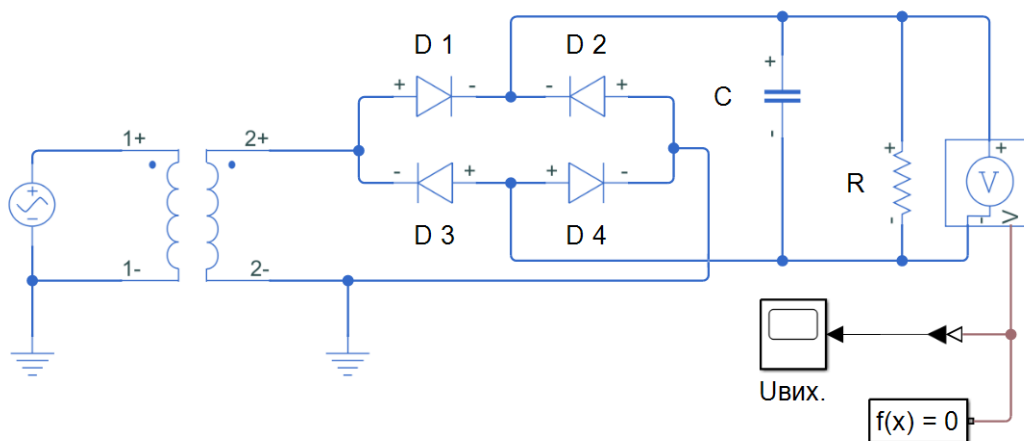 D 1 D 2
+ - - +
C + -
1+ 2+
- + + -
R + -
+ V - V
D 3 D 4
1- 2-
Uвих.
f(x) = 0